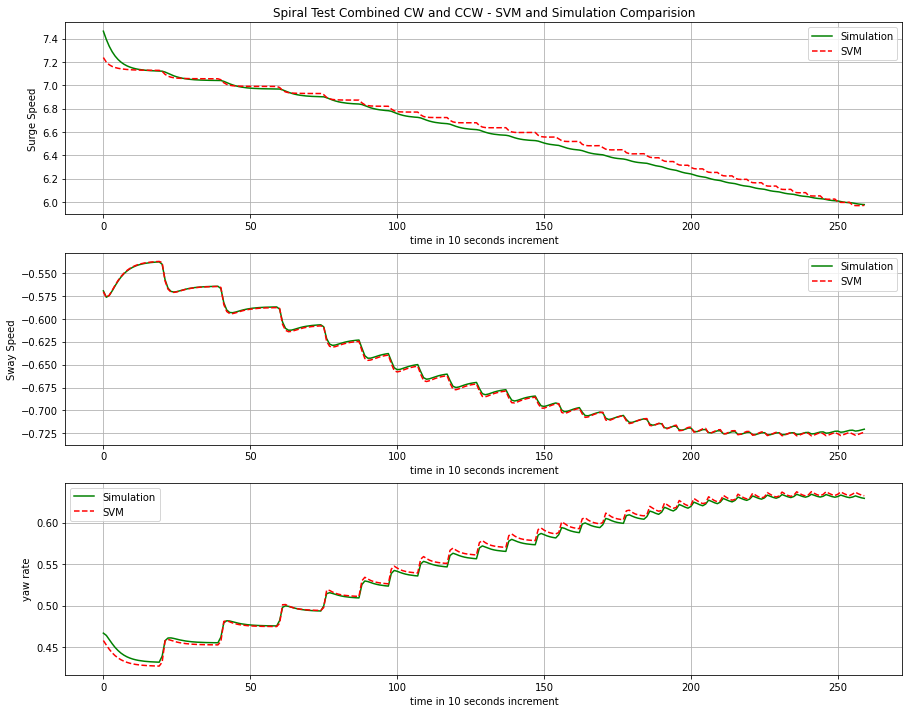 Spiral Test Combined CW and CCW - SVM and Simulation Comparision
Surge Speed
7.4
7.2
7.0
6.8
6.6
6.4
6.2
6.0
Simulation
SVM
0 50 100 150 200 250
time in 10 seconds increment
Sway Speed
−0.550
−0.575
−0.600
−0.625
−0.650
−0.675
−0.700
−0.725
Simulation
SVM
0 50 100 150 200 250
time in 10 seconds increment
yaw rate
0.60
0.55
0.50
0.45
Simulation
SVM
0 50 100 150 200 250
time in 10 seconds increment